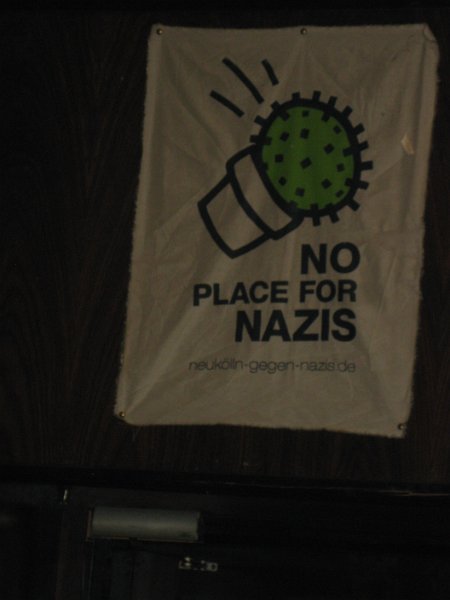 NO
PLACE FOR
NAZIS
neukölln-gegen-nazis.de